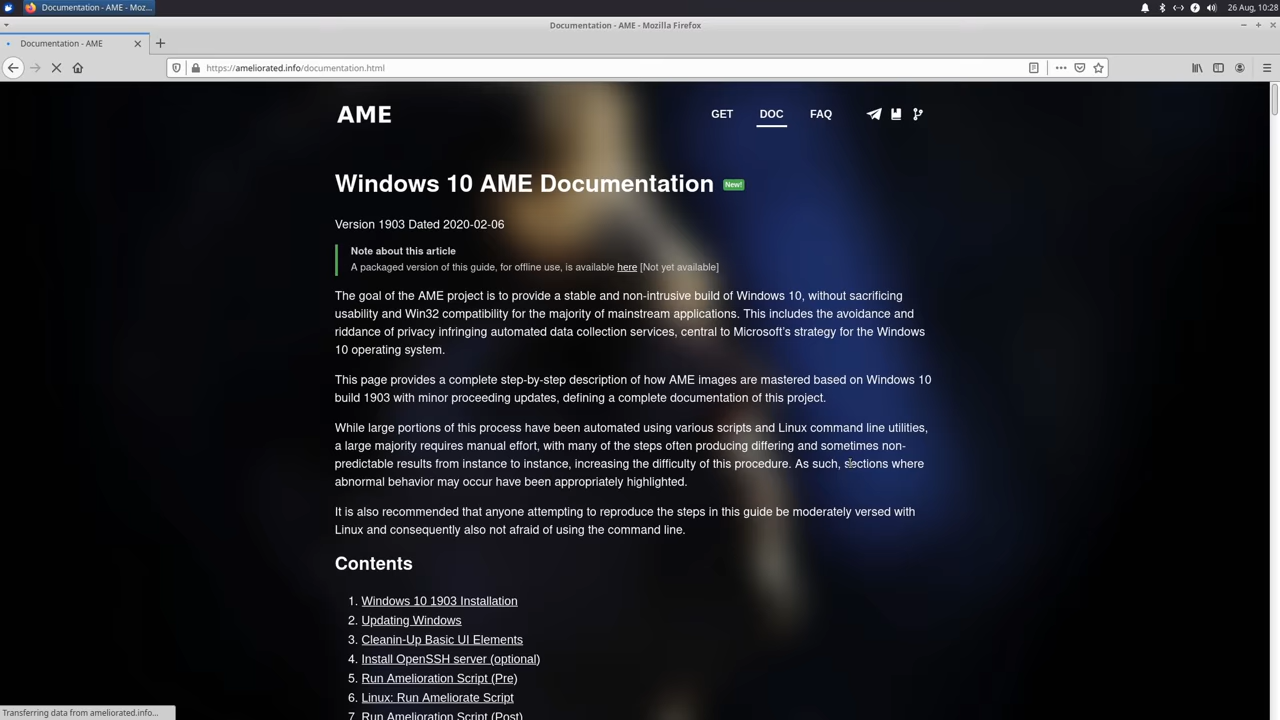 Documentation - AME - Moz...
26 Aug, 10:28
Documentation - AME - Mozilla Firefox
Documentation - AME
https://ameliorated.info/documentation.html
AME
GET
DOC
FAQ
Windows 10 AME Documentation
New!
Version 1903 Dated 2020-02-06
Note about this article
A packaged version of this guide, for offline use, is available here [Not yet available]
The goal of the AME project is to provide a stable and non-intrusive build of Windows 10, without sacrificing
usability and Win32 compatibility for the majority of mainstream applications. This includes the avoidance and
riddance of privacy infringing automated data collection services, central to Microsoft's strategy for the Windows
10 operating system.
This page provides a complete step-by-step description of how AME images are mastered based on Windows 10
build 1903 with minor proceeding updates, defining a complete documentation of this project.
While large portions of this process have been automated using various scripts and Linux command line utilities,
a large majority requires manual effort, with many of the steps often producing differing and sometimes non-
predictable results from instance to instance, increasing the difficulty of this procedure. As such, sections where
abnormal behavior may occur have been appropriately highlighted.
It is also recommended that anyone attempting to reproduce the steps in this guide be moderately versed with
Linux and consequently also not afraid of using the command line.
Contents
1. Windows 10 1903 Installation
2. Updating Windows
3. Cleanin-Up Basic UI Elements
4. Install OpenSSH server (optional)
5. Run Amelioration Script (Pre)
6. Linux: Run Ameliorate Script
7. Run Amelioration Script (Post)
Transferring data from ameliorated.info...